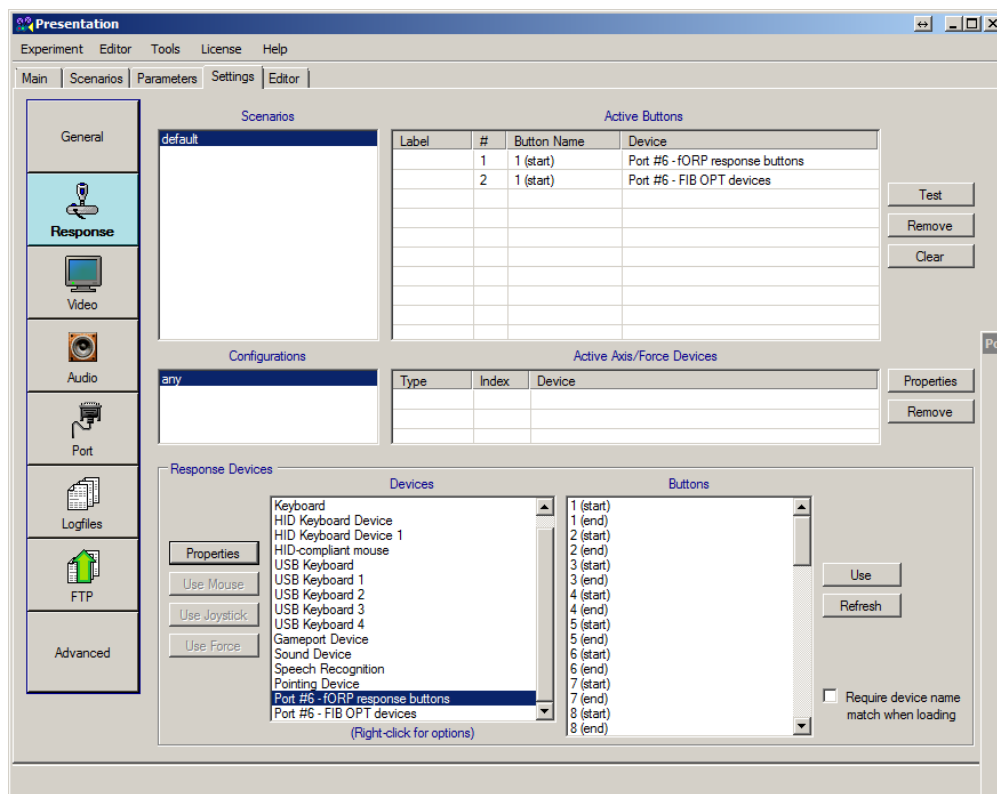 Presentation
Experiment Editor Tools License Help
Main Scenarios Parameters Settings Editor
General
Response
Video
Audio
Port
Logfiles
FTP
Advanced
Scenarios
default
Active Buttons
Label # Button Name Device
1 1 (start) Port #6 - fORP response buttons
2 1 (start) Port #6 - FIB OPT devices
Test
Remove
Clear
Configurations
any
Active Axis/Force Devices
Type Index Device
Properties
Remove
Response Devices
Properties
Use Mouse
Use Joystick
Use Force
Devices
Keyboard
HID Keyboard Device
HID Keyboard Device 1
HID-compliant mouse
USB Keyboard
USB Keyboard 1
USB Keyboard 2
USB Keyboard 3
USB Keyboard 4
Gameport Device
Sound Device
Speech Recognition
Pointing Device
Port #6 - fORP response buttons
Port #6 - FIB OPT devices
(Right-click for options)
Buttons
1 (start)
1 (end)
2 (start)
2 (end)
3 (start)
3 (end)
4 (start)
4 (end)
5 (start)
5 (end)
6 (start)
6 (end)
7 (start)
7 (end)
8 (start)
8 (end)
Use
Refresh
Require device name
match when loading